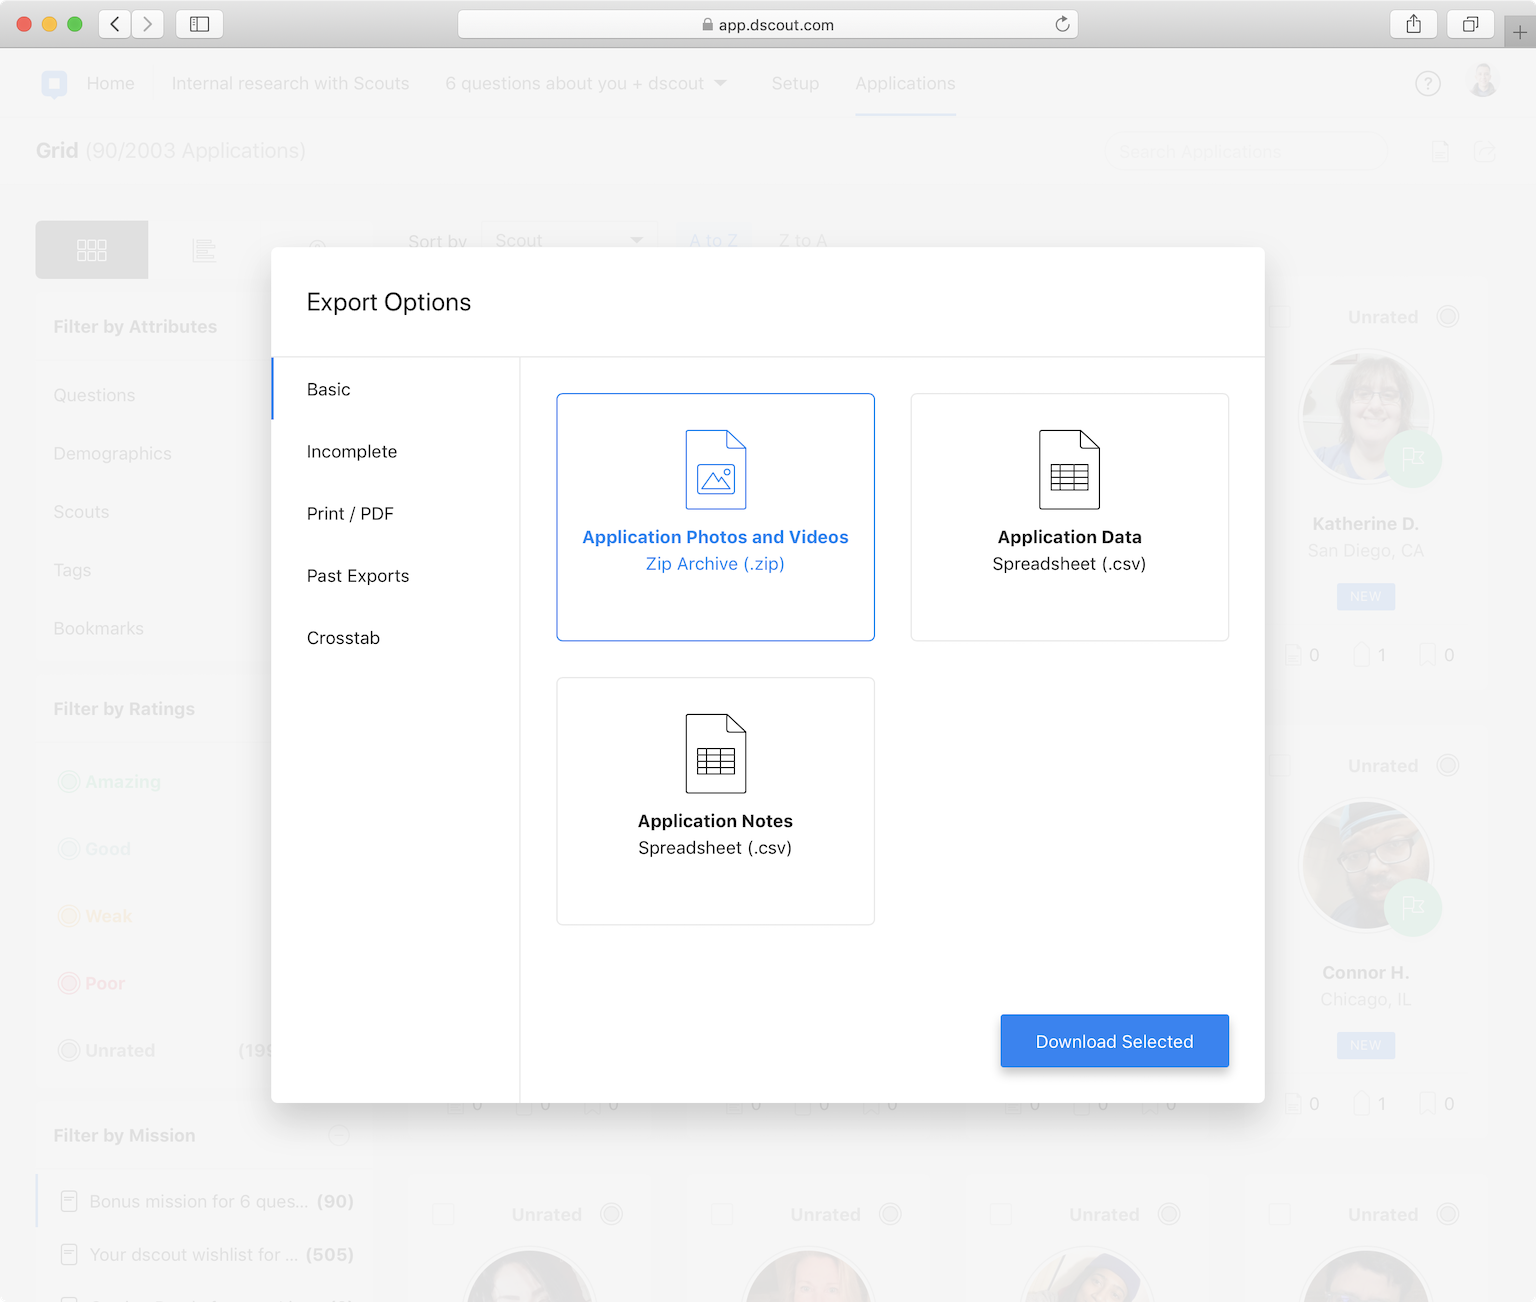 app.dscout.com
Home
Internal research with Scouts
6 questions about you + dscout
Setup
Applications
?
Grid (90/2003 Applications)
Search Applications
Sort by
Scout
A to Z
Z to A
Export Options
Basic
Incomplete
Print / PDF
Past Exports
Crosstab
Application Photos and Videos
Zip Archive (.zip)
Application Data
Spreadsheet (.csv)
Application Notes
Spreadsheet (.csv)
Download Selected
Filter by Attributes
Questions
Demographics
Scouts
Tags
Bookmarks
Filter by Ratings
Amazing
Good
Weak
Poor
Unrated
Filter by Mission
Bonus mission for 6 ques... (90)
Your dscout wishlist for ... (505)
Unrated
Katherine D.
San Diego, CA
NEW
0 1 0
Unrated
Connor H.
Chicago, IL
NEW
0 1 0
Unrated
Unrated
Unrated
Unrated